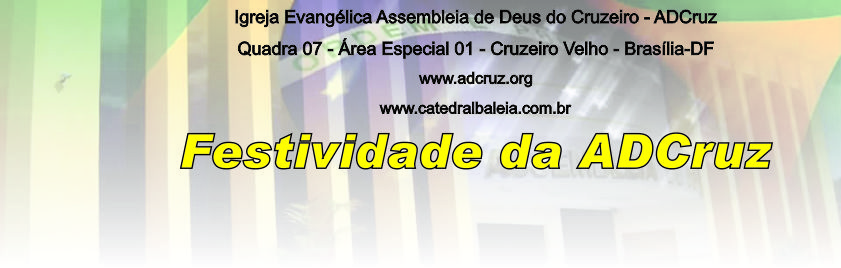 Igreja Evangélica Assembleia de Deus do Cruzeiro - ADCruz
Quadra 07 - Área Especial 01 - Cruzeiro Velho - Brasília-DF
www.adcruz.org
www.catedralbaleia.com.br
Festividade da ADCruz